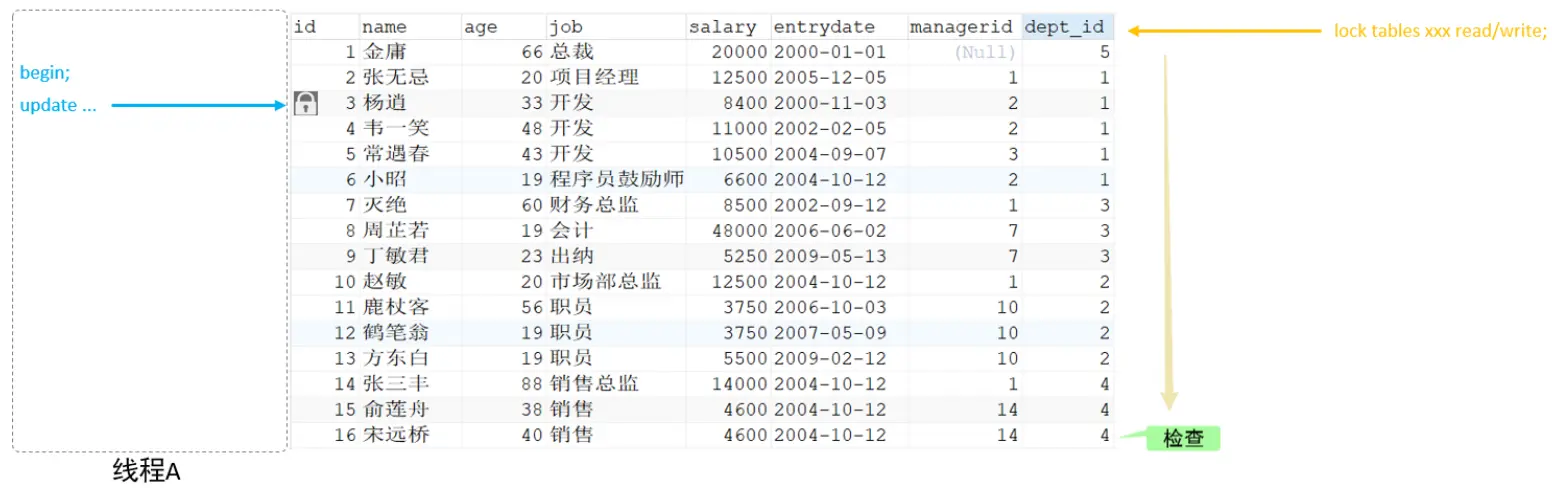 id name age job salary entrydate managerid dept_id
lock tables xxx read/write;
1 金庸 66 总裁 20000 2000-01-01 (Null) 5
begin;
2 张无忌 20 项目经理 12500 2005-12-05 1 1
update ...
3 杨逍 33 开发 8400 2000-11-03 2 1
4 韦一笑 48 开发 11000 2002-02-05 2 1
5 常遇春 43 开发 10500 2004-09-07 3 1
6 小昭 19 程序员鼓励师 6600 2004-10-12 2 1
7 灭绝 60 财务总监 8500 2002-09-12 1 3
8 周芷若 19 会计 48000 2006-06-02 7 3
9 丁敏君 23 出纳 5250 2009-05-13 7 3
10 赵敏 20 市场部总监 12500 2004-10-12 1 2
11 鹿杖客 56 职员 3750 2006-10-03 10 2
12 鹤笔翁 19 职员 3750 2007-05-09 10 2
13 方东白 19 职员 5500 2009-02-12 10 2
14 张三丰 88 销售总监 14000 2004-10-12 1 4
15 俞莲舟 38 销售 4600 2004-10-12 14 4
16 宋远桥 40 销售 4600 2004-10-12 14 4
检查
线程A